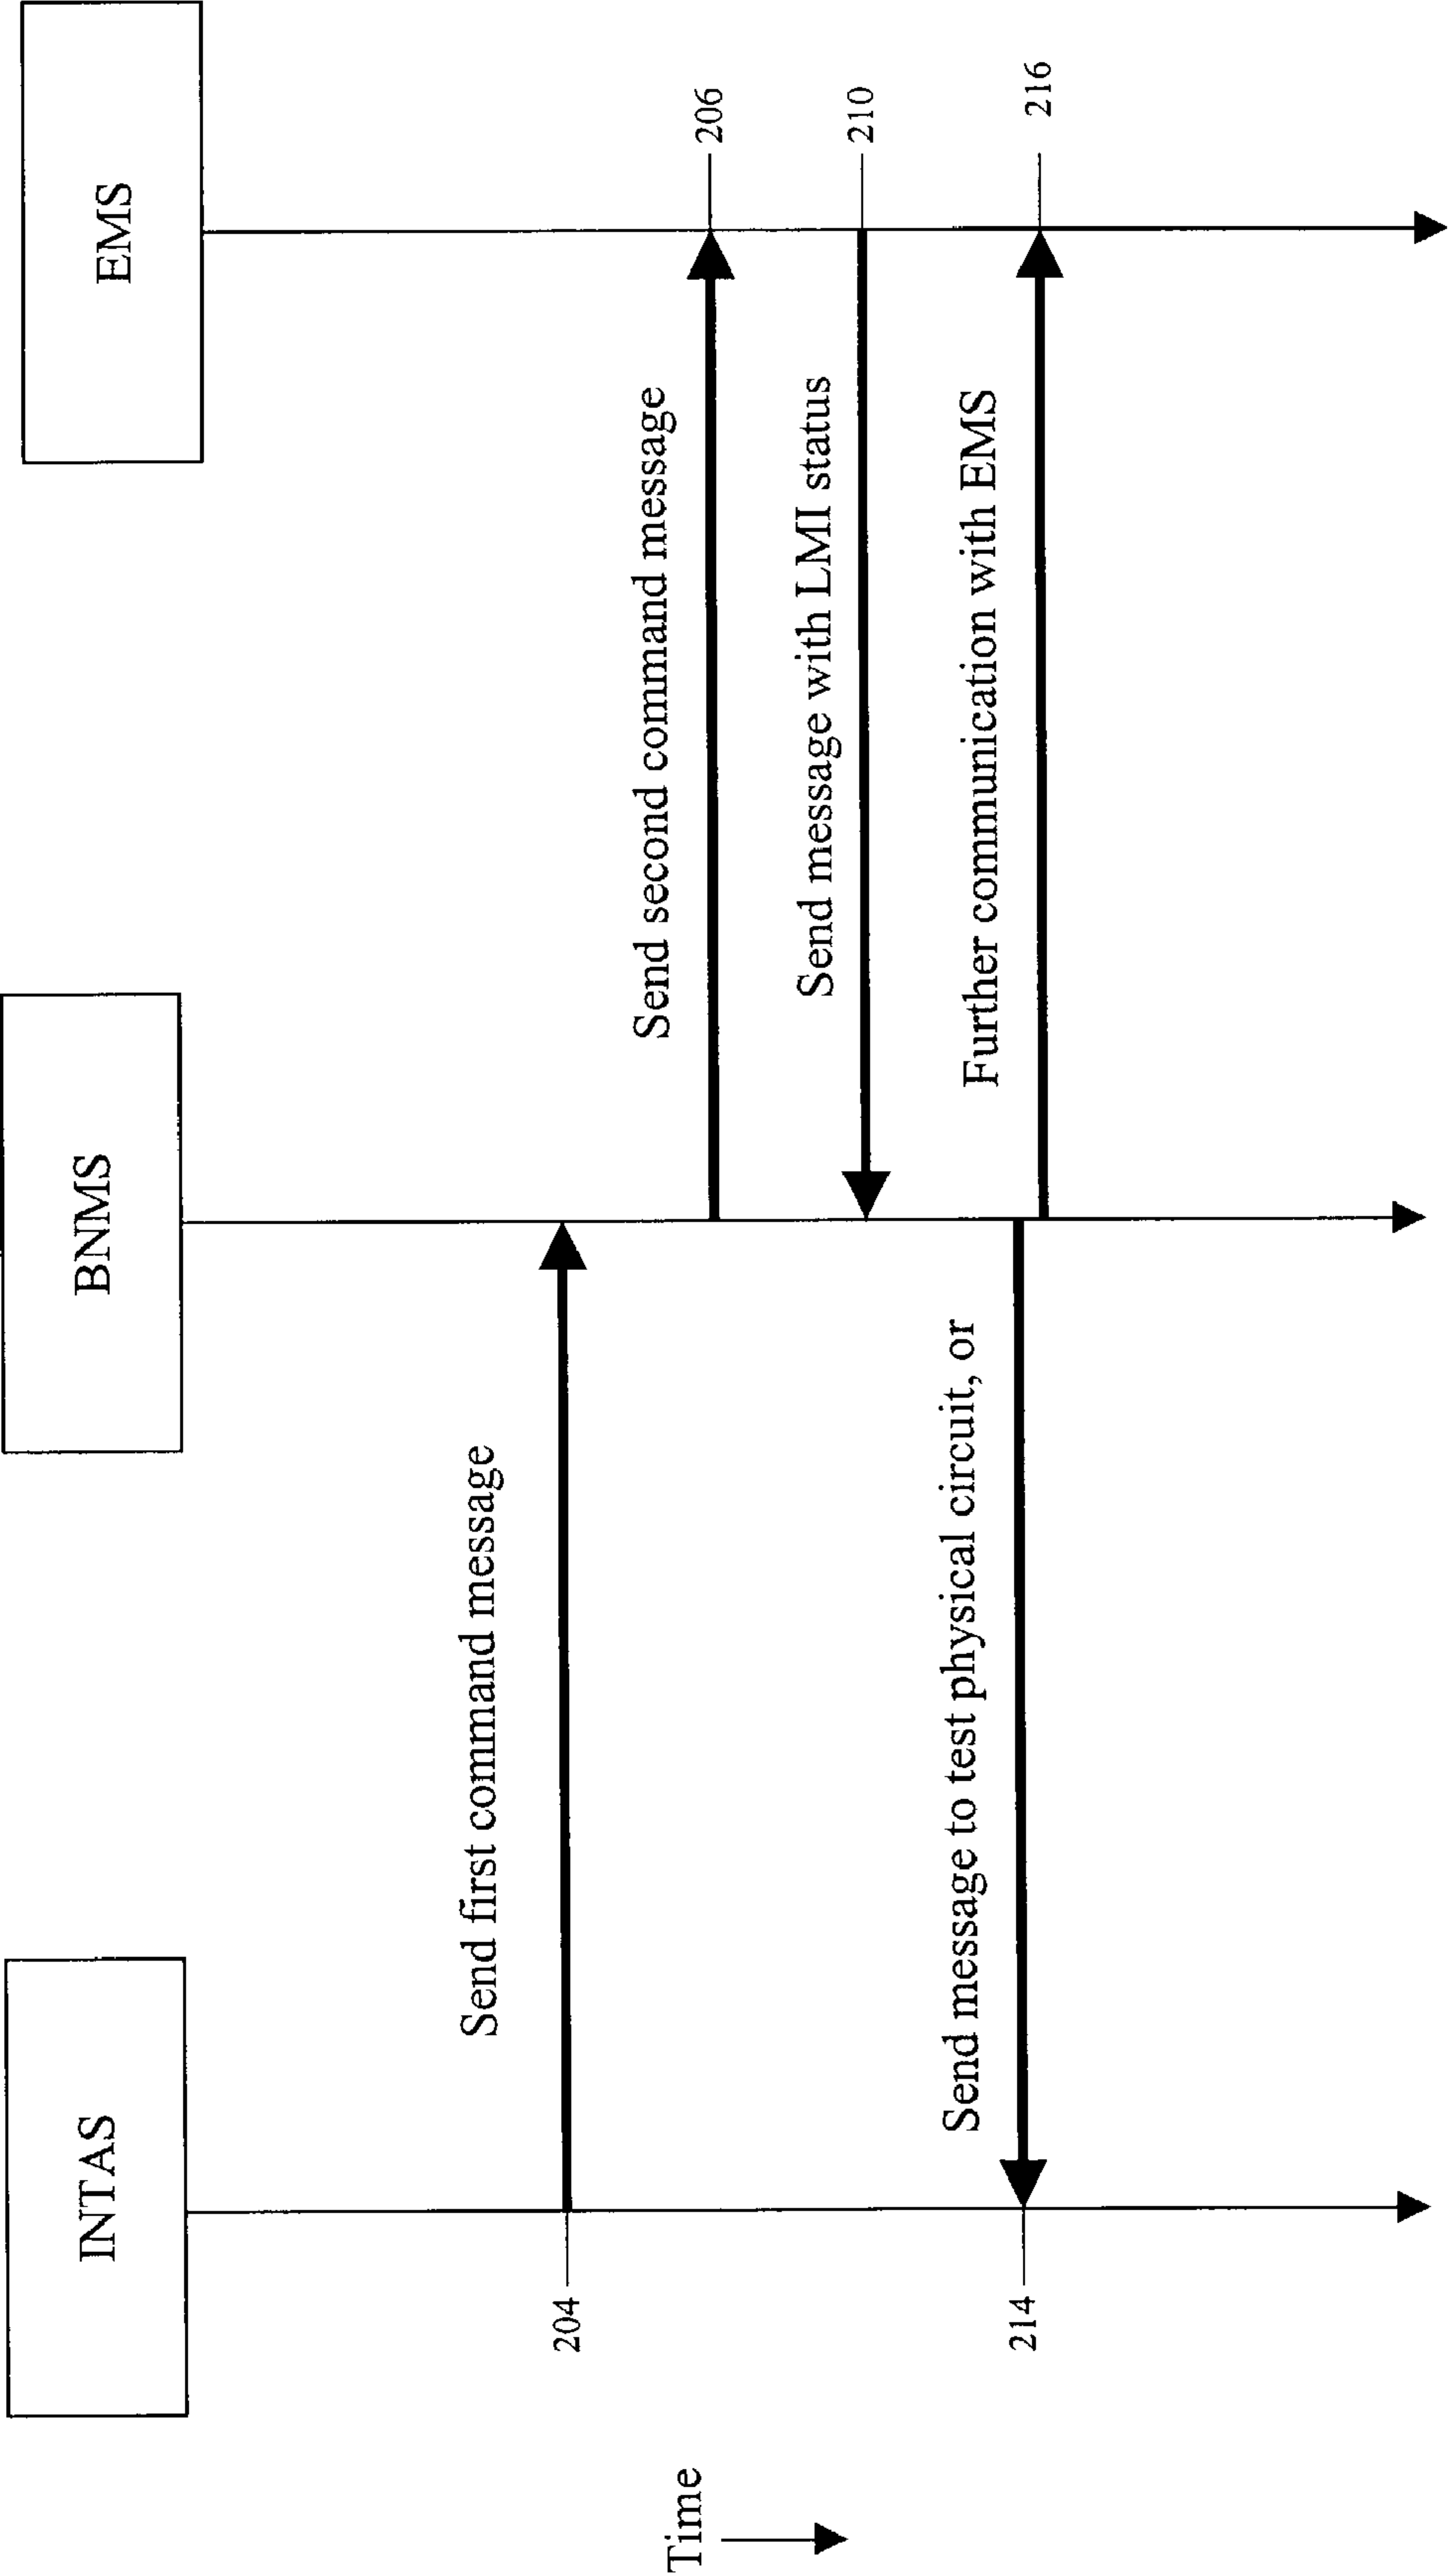 INTAS
BNMS
EMS
Time
204
Send first command message
Send second command message
206
Send message with LMI status
210
214
Send message to test physical circuit, or
Further communication with EMS
216